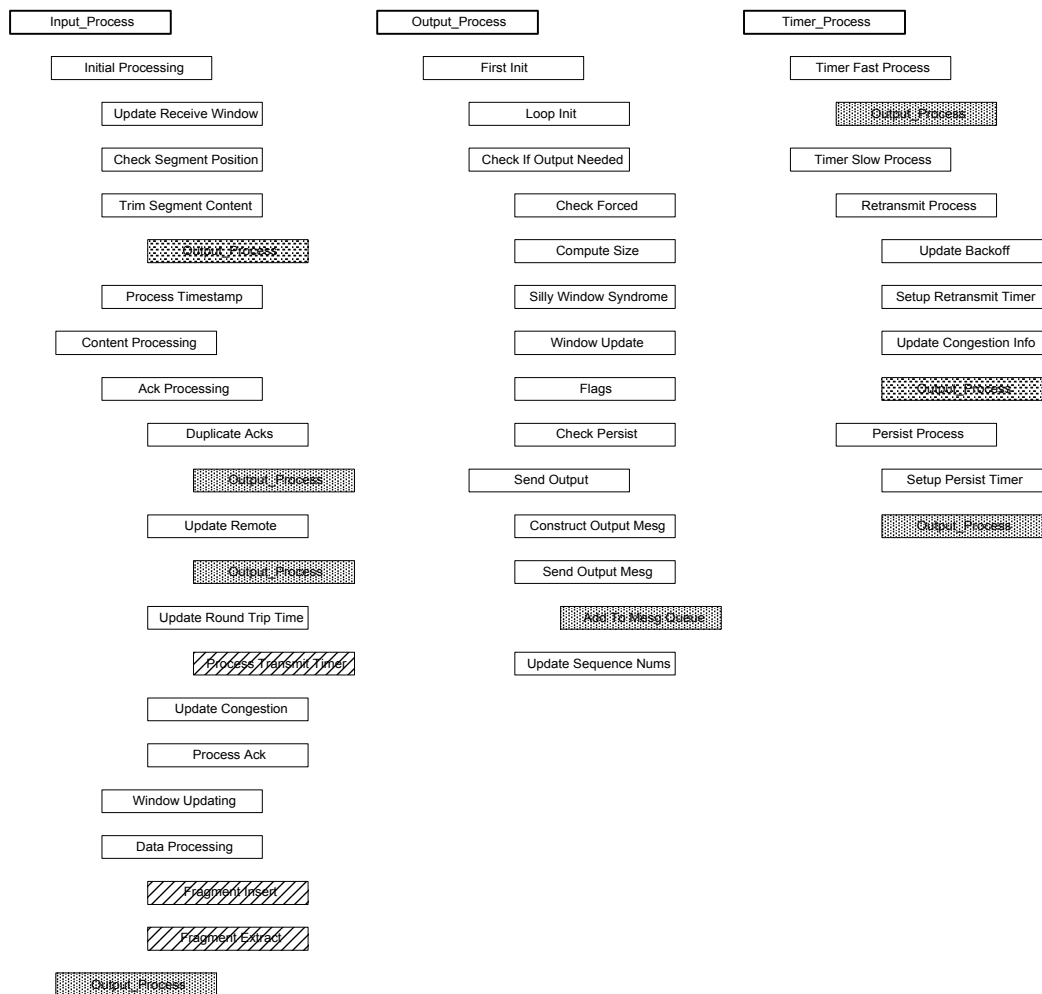 Input_Process
Initial Processing
Update Receive Window
Check Segment Position
Trim Segment Content
Output_Process
Process Timestamp
Content Processing
Ack Processing
Duplicate Acks
Output_Process
Update Remote
Output_Process
Update Round Trip Time
Process Transmit Timer
Update Congestion
Process Ack
Window Updating
Data Processing
Fragment Insert
Fragment Extract
Output_Process
Output_Process
First Init
Loop Init
Check If Output Needed
Check Forced
Compute Size
Silly Window Syndrome
Window Update
Flags
Check Persist
Send Output
Construct Output Mesg
Send Output Mesg
Add To Mesg Queue
Update Sequence Nums
Timer_Process
Timer Fast Process
Output_Process
Timer Slow Process
Retransmit Process
Update Backoff
Setup Retransmit Timer
Update Congestion Info
Output_Process
Persist Process
Setup Persist Timer
Output_Process